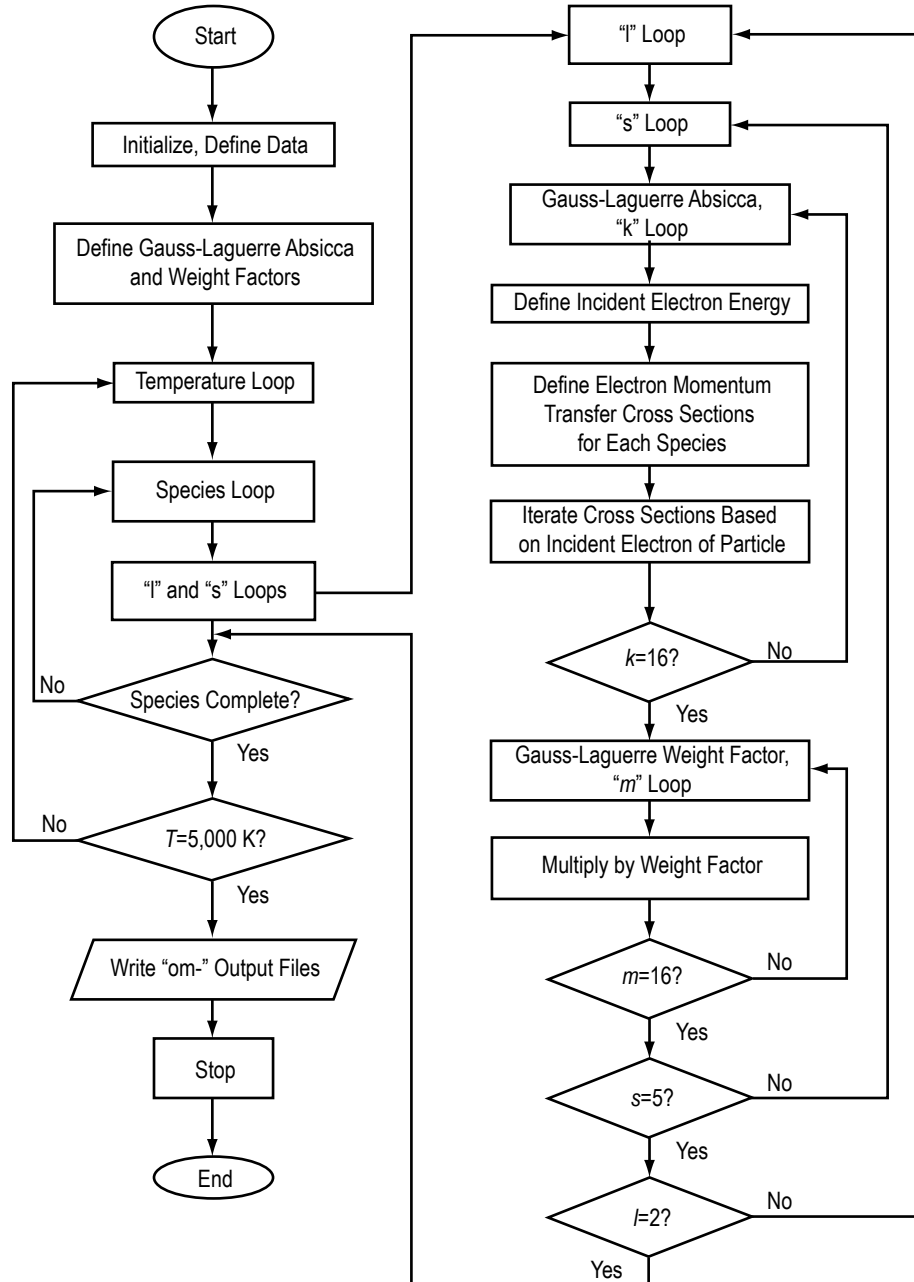 Start
Initialize, Define Data
Define Gauss-Laguerre Absicca
and Weight Factors
Temperature Loop
Species Loop
“l” and “s” Loops
Species Complete?
No
Yes
T=5,000 K?
No
Yes
Write “om-” Output Files
Stop
End
“l” Loop
“s” Loop
Gauss-Laguerre Absicca,
“k” Loop
Define Incident Electron Energy
Define Electron Momentum
Transfer Cross Sections
for Each Species
Iterate Cross Sections Based
on Incident Electron of Particle
k=16?
No
Yes
Gauss-Laguerre Weight Factor,
“m” Loop
Multiply by Weight Factor
m=16?
No
Yes
s=5?
No
Yes
l=2?
No
Yes